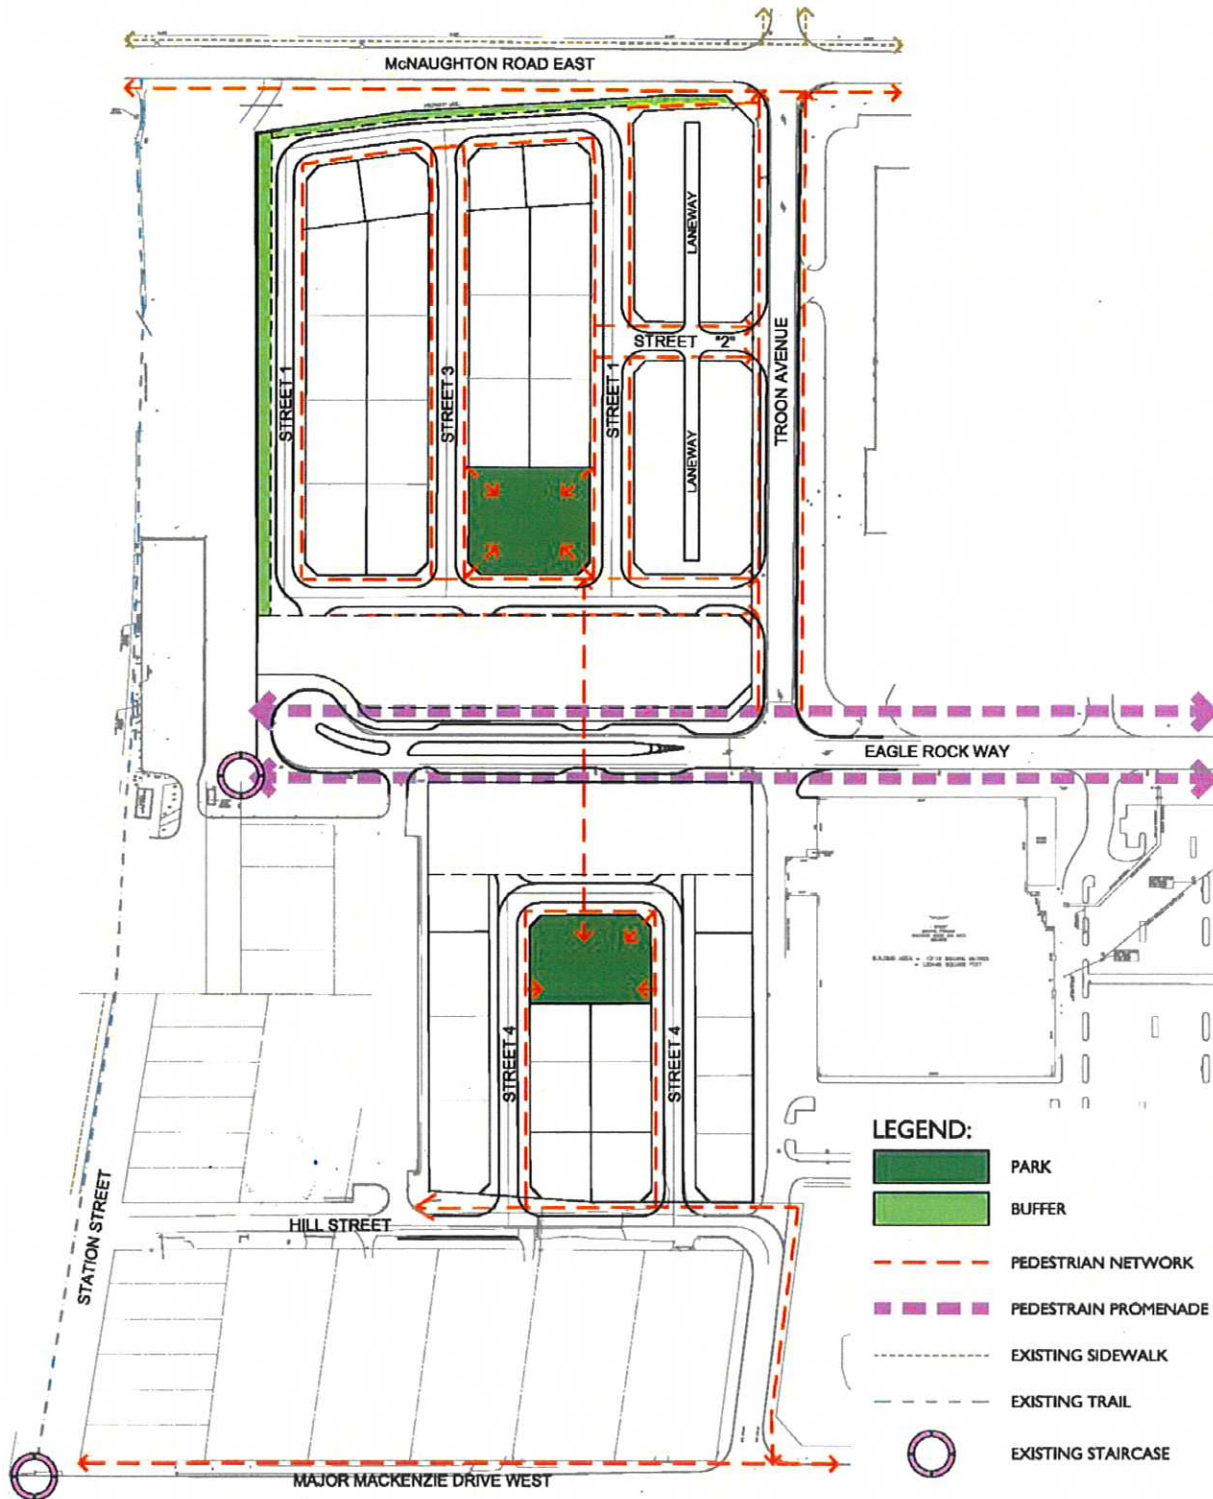 McNAUGHTON ROAD EAST
LANEWAY
STREET "2"
TROON AVENUE
STREET 1
STREET 3
STREET 1
LANEWAY
EAGLE ROCK WAY
STREET 4
STREET 4
LEGEND:
PARK
BUFFER
PEDESTRIAN NETWORK
PEDESTRAIN PROMENADE
EXISTING SIDEWALK
EXISTING TRAIL
EXISTING STAIRCASE
STATION STREET
HILL STREET
MAJOR MACKENZIE DRIVE WEST